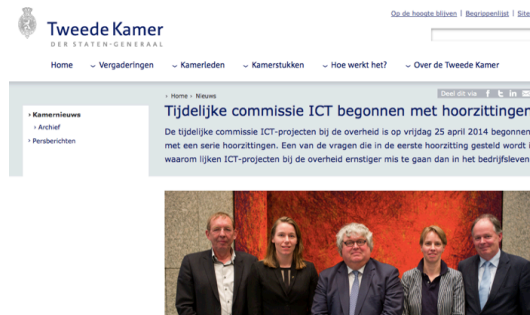 Op de hoogte blijven | Begrippenlijst | Site
Tweede Kamer
DER STATEN-GENERAAL
Home Vergaderingen Kamerleden Kamerstukken Hoe werkt het? Over de Tweede Kamer
Deel dit via
› Home › Nieuws
› Kamernieuws
› Archief
› Persberichten
Tijdelijke commissie ICT begonnen met hoorzittingen
De tijdelijke commissie ICT-projecten bij de overheid is op vrijdag 25 april 2014 begonnen
met een serie hoorzittingen. Een van de vragen die in de eerste hoorzitting gesteld wordt i
waarom lijken ICT-projecten bij de overheid ernstiger mis te gaan dan in het bedrijfsleven